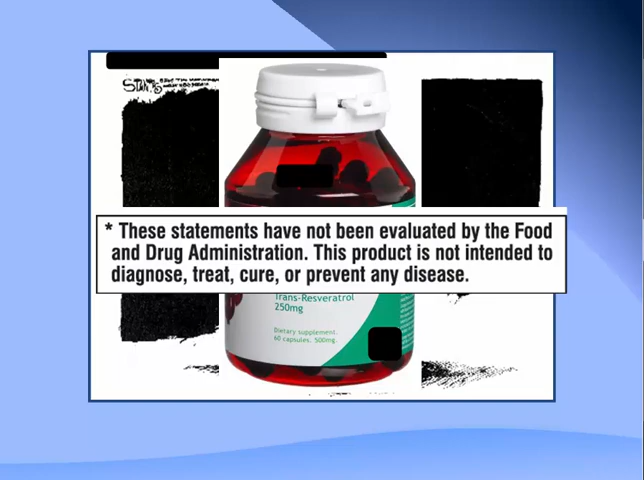 * These statements have not been evaluated by the Food
and Drug Administration. This product is not intended to
diagnose, treat, cure, or prevent any disease.
Trans-Resveratrol
250mg
Dietary supplement.
60 capsules, 500mg.